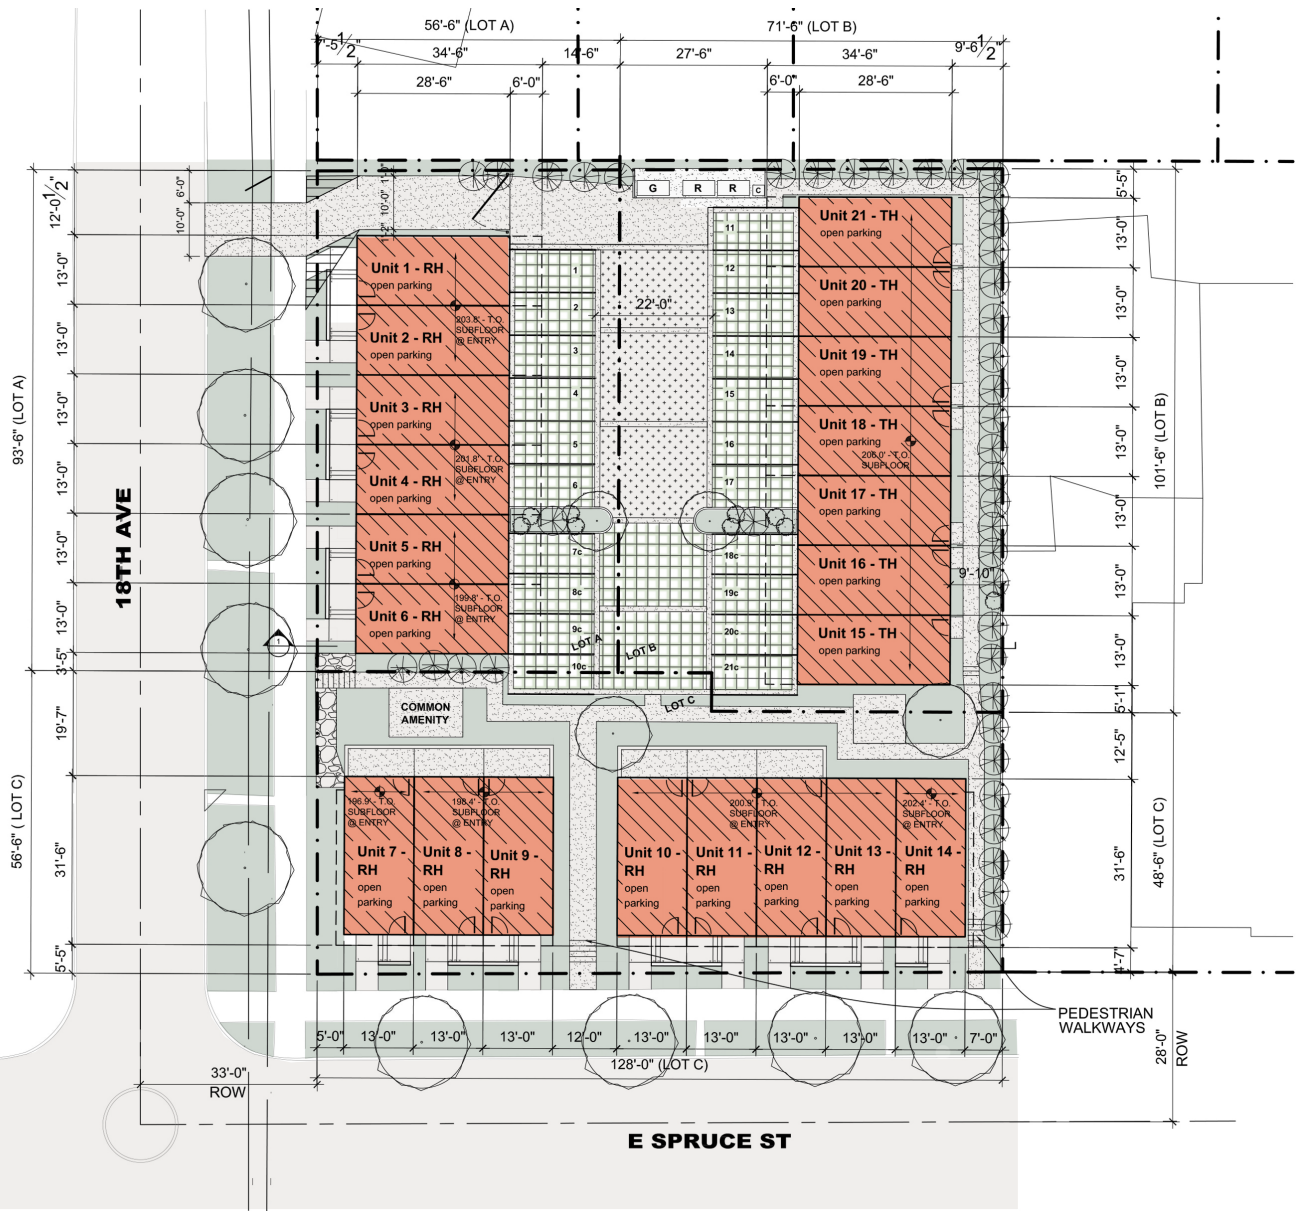 56'-6" (LOT A)
71'-6" (LOT B)
7'-5 1/2"
34'-6"
14'-6"
27'-6"
34'-6"
9'-6 1/2"
28'-6"
6'-0"
6'-0"
28'-6"
12'-0 1/2"
6'-0"
10'-0"
1'-0"
10'-0"
1'-2"
G
R
R
C
5'-5"
93'-6" (LOT A)
13'-0"
13'-0"
13'-0"
13'-0"
13'-0"
13'-0"
3'-5"
18TH AVE
Unit 1 - RH
open parking
203.8' - T.O.
SUBFLOOR
@ ENTRY
Unit 2 - RH
open parking
Unit 3 - RH
open parking
201.8' - T.O.
SUBFLOOR
@ ENTRY
Unit 4 - RH
open parking
Unit 5 - RH
open parking
199.8' - T.O.
SUBFLOOR
@ ENTRY
Unit 6 - RH
open parking
1
1
2
3
4
5
6
7c
8c
9c
10c
22'-0"
11
12
13
14
15
16
17
18c
19c
20c
21c
LOT A
LOT B
LOT C
Unit 21 - TH
open parking
Unit 20 - TH
open parking
Unit 19 - TH
open parking
Unit 18 - TH
open parking
206.0' - T.O.
SUBFLOOR
Unit 17 - TH
open parking
Unit 16 - TH
open parking
Unit 15 - TH
open parking
9'-10"
13'-0"
13'-0"
13'-0"
13'-0"
13'-0"
13'-0"
13'-0"
5'-1"
101'-6" (LOT B)
COMMON
AMENITY
56'-6" ( LOT C)
19'-7"
31'-6"
5'-5"
196.9' - T.O.
SUBFLOOR
@ ENTRY
198.4' - T.O.
SUBFLOOR
@ ENTRY
200.9' - T.O.
SUBFLOOR
@ ENTRY
202.4' - T.O.
SUBFLOOR
@ ENTRY
Unit 7 -
RH
open
parking
Unit 8 -
RH
open
parking
Unit 9 -
RH
open
parking
Unit 10 -
RH
open
parking
Unit 11 -
RH
open
parking
Unit 12 -
RH
open
parking
Unit 13 -
RH
open
parking
Unit 14 -
RH
open
parking
12'-5"
31'-6"
4'-7"
48'-6" (LOT C)
28'-0"
ROW
PEDESTRIAN
WALKWAYS
5'-0"
13'-0"
13'-0"
13'-0"
12'-0"
13'-0"
13'-0"
13'-0"
13'-0"
13'-0"
7'-0"
128'-0" (LOT C)
33'-0"
ROW
E SPRUCE ST